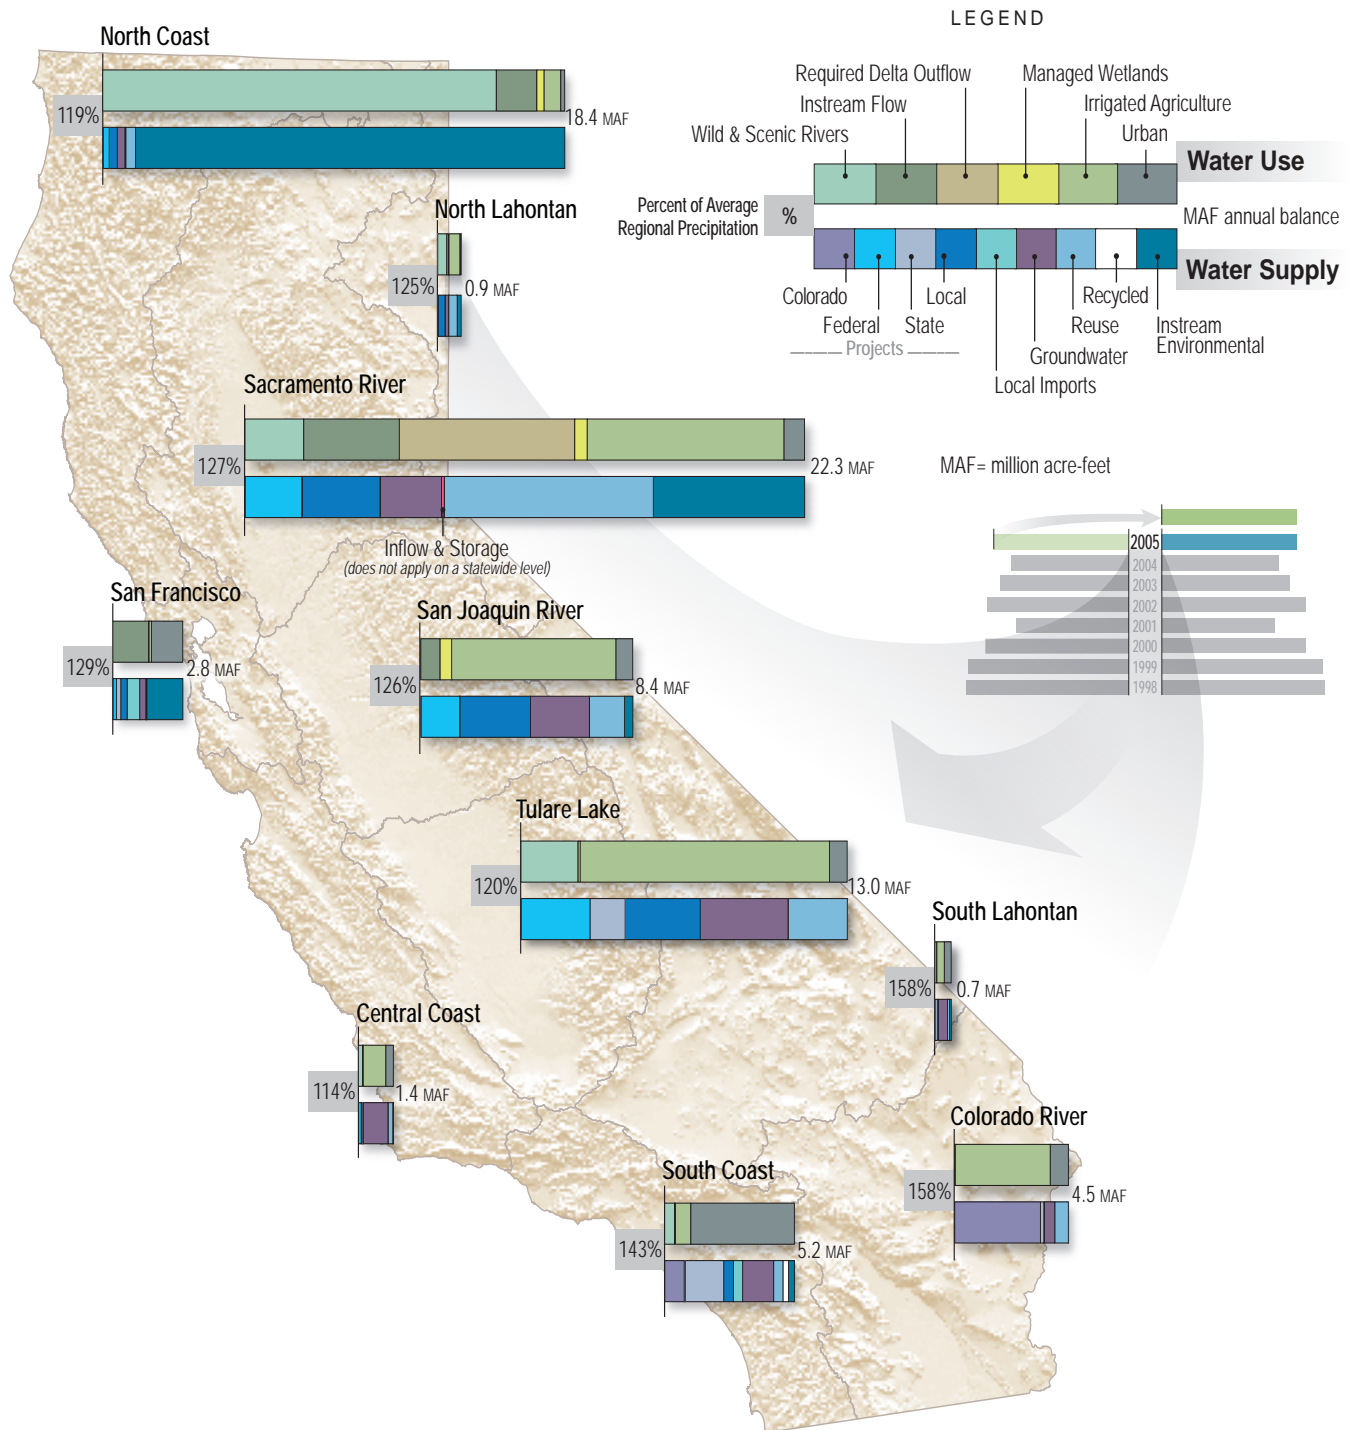 LEGEND
Required Delta Outflow
Managed Wetlands
Instream Flow
Irrigated Agriculture
Wild & Scenic Rivers
Urban
Water Use
Percent of Average
Regional Precipitation
%
MAF annual balance
Water Supply
Colorado
Local
Recycled
Federal
State
Reuse
Instream
Environmental
Projects
Groundwater
Local Imports
MAF= million acre-feet
2005
2004
2003
2002
2001
2000
1999
1998
North Coast
119%
18.4 MAF
North Lahontan
125%
0.9 MAF
Sacramento River
127%
22.3 MAF
Inflow & Storage
(does not apply on a statewide level)
San Francisco
129%
2.8 MAF
San Joaquin River
126%
8.4 MAF
Tulare Lake
120%
13.0 MAF
South Lahontan
158%
0.7 MAF
Central Coast
114%
1.4 MAF
Colorado River
158%
4.5 MAF
South Coast
143%
5.2 MAF